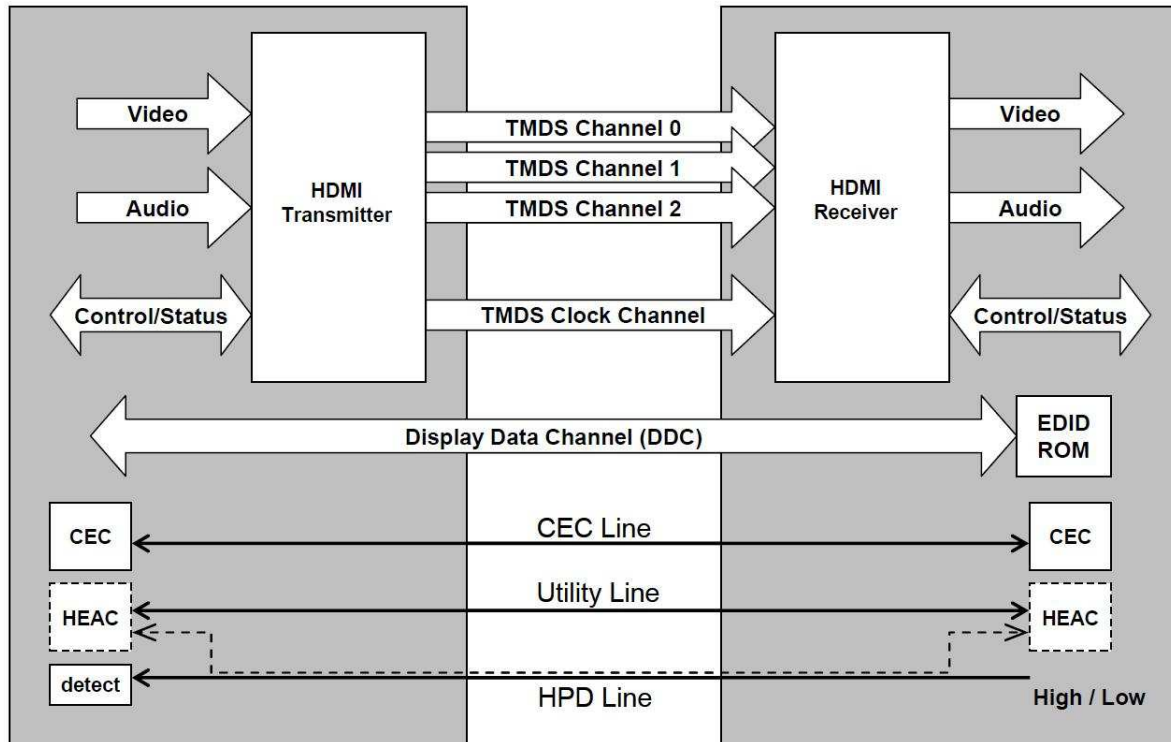 Video
TMDS Channel 0
Video
TMDS Channel 1
HDMI
Transmitter
HDMI
Receiver
Audio
TMDS Channel 2
Audio
Control/Status
TMDS Clock Channel
Control/Status
Display Data Channel (DDC)
EDID
ROM
CEC
CEC Line
CEC
Utility Line
HEAC
HEAC
detect
HPD Line
High / Low